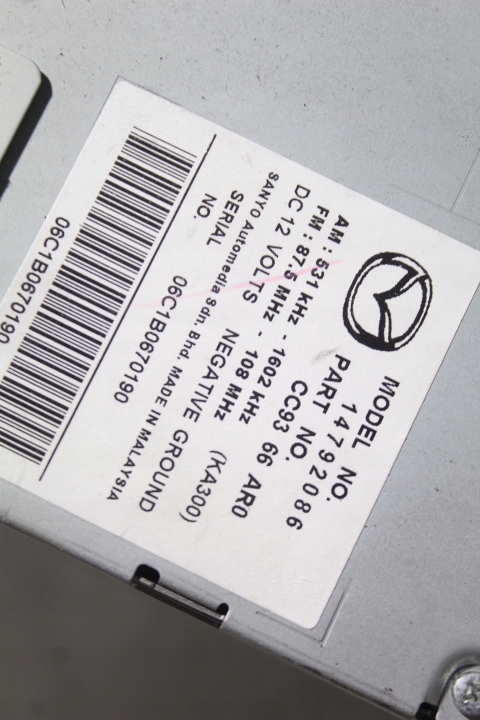 MODEL NO.
14792086
PART NO.
CC93 66 AR0
AM : 531 kHz - 1602 kHz
FM : 87.5 MHz - 108 MHz
(KA300)
DC 12 VOLTS NEGATIVE GROUND
SANYO Automedia Sdn. Bhd. MADE IN MALAYSIA
SERIAL
NO. 06C1B0670190
06C1B0670190